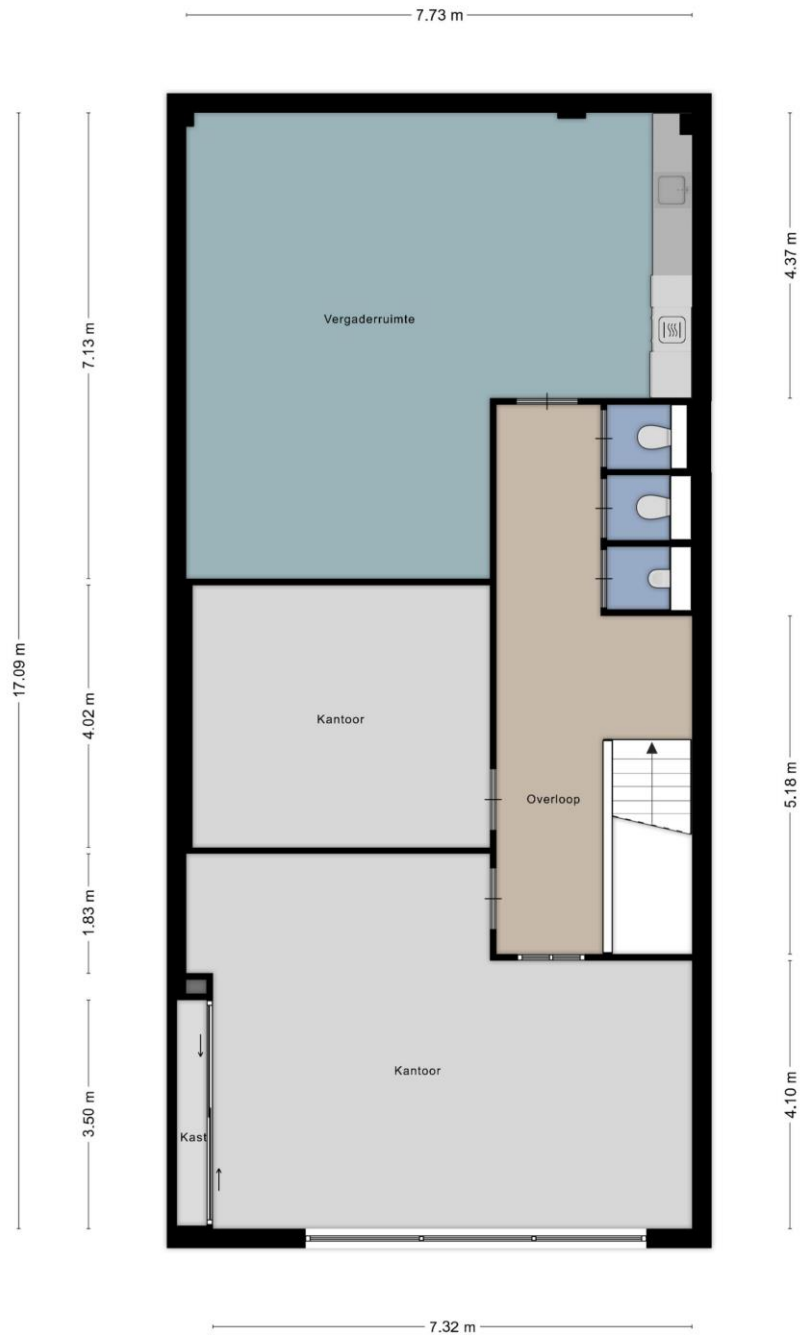 7.73 m
4.37 m
Vergaderruimte
7.13 m
17.09 m
4.02 m
Kantoor
Overloop
5.18 m
1.83 m
Kantoor
4.10 m
3.50 m
Kast
7.32 m